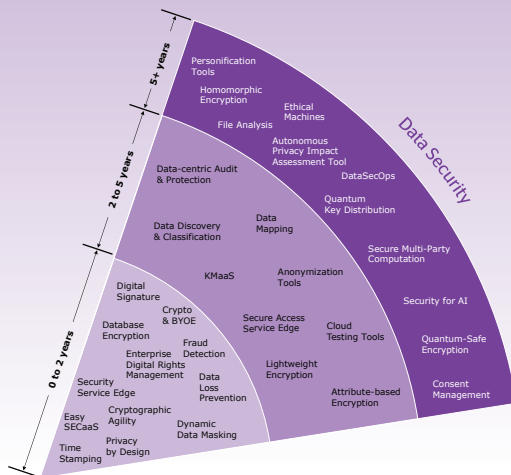 5+ years
Personification
Tools
Homomorphic
Encryption
Ethical
Machines
File Analysis
Autonomous
Privacy Impact
Assessment Tool
DataSecOps
Quantum
Key Distribution
Secure Multi-Party
Computation
Security for AI
Quantum-Safe
Encryption
Consent
Management
Data Security
2 to 5 years
Data-centric Audit
& Protection
Data
Mapping
Data Discovery
& Classification
KMaaS
Anonymization
Tools
Secure Access
Service Edge
Cloud
Testing Tools
Lightweight
Encryption
Attribute-based
Encryption
0 to 2 years
Digital
Signature
Crypto
& BYOE
Database
Encryption
Fraud
Detection
Enterprise
Digital Rights
Management
Data
Loss
Prevention
Security
Service Edge
Easy
SECaaS
Cryptographic
Agility
Dynamic
Data Masking
Time
Stamping
Privacy
by Design